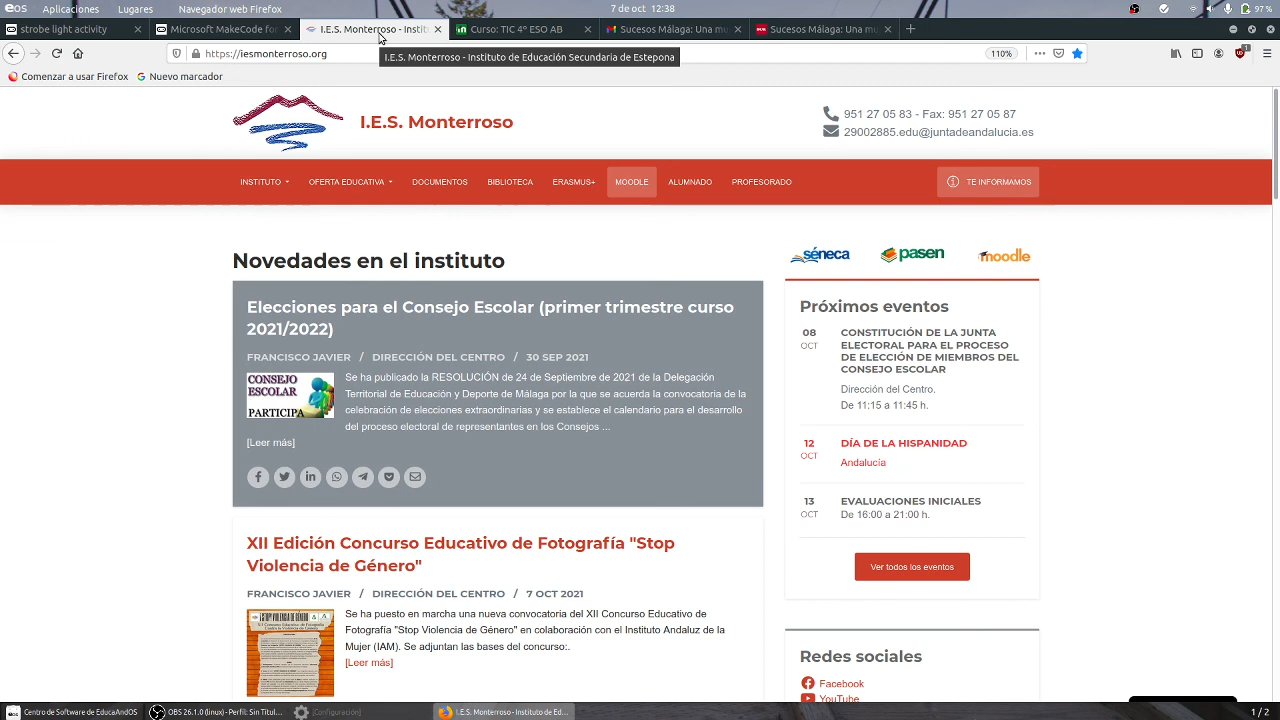 Aplicaciones Lugares Navegador web Firefox 7 de oct 12:38 97 %
strobe light activity Microsoft MakeCode for I.E.S. Monterroso - Instit Curso: TIC 4º ESO AB Sucesos Málaga: Una mu Sucesos Málaga: Una mu
https://iesmonterroso.org 110%
I.E.S. Monterroso - Instituto de Educación Secundaria de Estepona
Comenzar a usar Firefox Nuevo marcador
I.E.S. Monterroso
951 27 05 83 - Fax: 951 27 05 87
29002885.edu@juntadeandalucia.es
INSTITUTO OFERTA EDUCATIVA DOCUMENTOS BIBLIOTECA ERASMUS+ MOODLE ALUMNADO PROFESORADO TE INFORMAMOS
séneca pasen moodle
Novedades en el instituto
Elecciones para el Consejo Escolar (primer trimestre curso
2021/2022)
FRANCISCO JAVIER / DIRECCIÓN DEL CENTRO / 30 SEP 2021
CONSEJO
ESCOLAR
PARTICIPA
Se ha publicado la RESOLUCIÓN de 24 de Septiembre de 2021 de la Delegación
Territorial de Educación y Deporte de Málaga por la que se acuerda la convocatoria de la
celebración de elecciones extraordinarias y se establece el calendario para el desarrollo
del proceso electoral de representantes en los Consejos ...
[Leer más]
XII Edición Concurso Educativo de Fotografía "Stop
Violencia de Género"
FRANCISCO JAVIER / DIRECCIÓN DEL CENTRO / 7 OCT 2021
Se ha puesto en marcha una nueva convocatoria del XII Concurso Educativo de
Fotografía "Stop Violencia de Género" en colaboración con el Instituto Andaluz de la
Mujer (IAM). Se adjuntan las bases del concurso:.
[Leer más]
Próximos eventos
08
OCT
CONSTITUCIÓN DE LA JUNTA
ELECTORAL PARA EL PROCESO
DE ELECCIÓN DE MIEMBROS DEL
CONSEJO ESCOLAR
Dirección del Centro.
De 11:15 a 11:45 h.
12
OCT
DÍA DE LA HISPANIDAD
Andalucía
13
OCT
EVALUACIONES INICIALES
De 16:00 a 21:00 h.
Ver todos los eventos
Redes sociales
Facebook
YouTube
Centro de Software de EducaAndOS OBS 26.1.0 (linux) - Perfil: Sin Títul... [Configuración] I.E.S. Monterroso - Instituto de Ed... 1 / 2